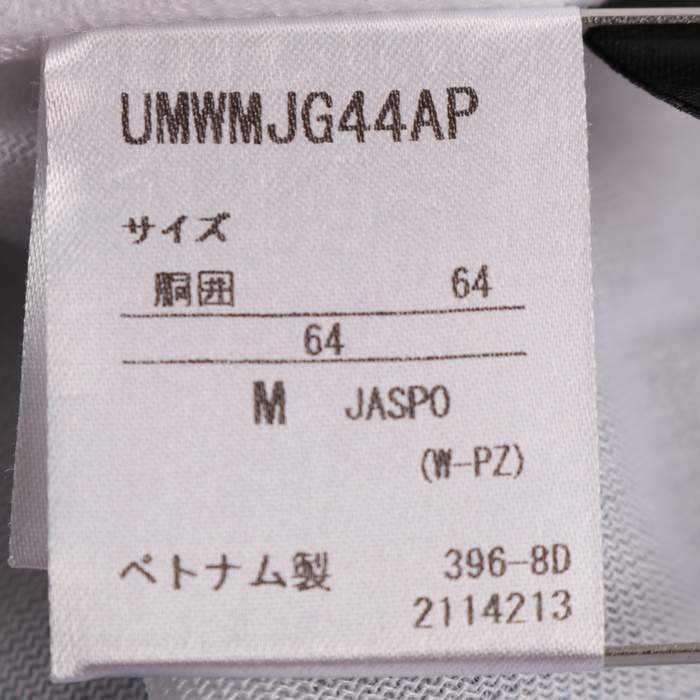 UMWMJG44AP
サイズ
胴囲 64
64
M JASPO
(W-PZ)
ベトナム製 396-8D
2114213